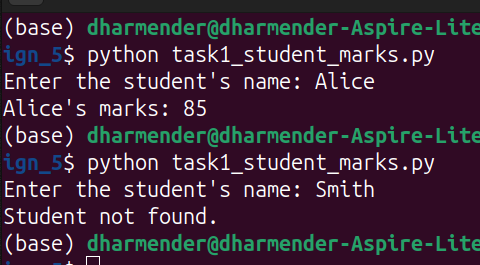 (base) dharmender@dharmender-Aspire-Lite
ign_5$ python task1_student_marks.py
Enter the student's name: Alice
Alice's marks: 85
(base) dharmender@dharmender-Aspire-Lite
ign_5$ python task1_student_marks.py
Enter the student's name: Smith
Student not found.
(base) dharmender@dharmender-Aspire-Lite
ign_5$